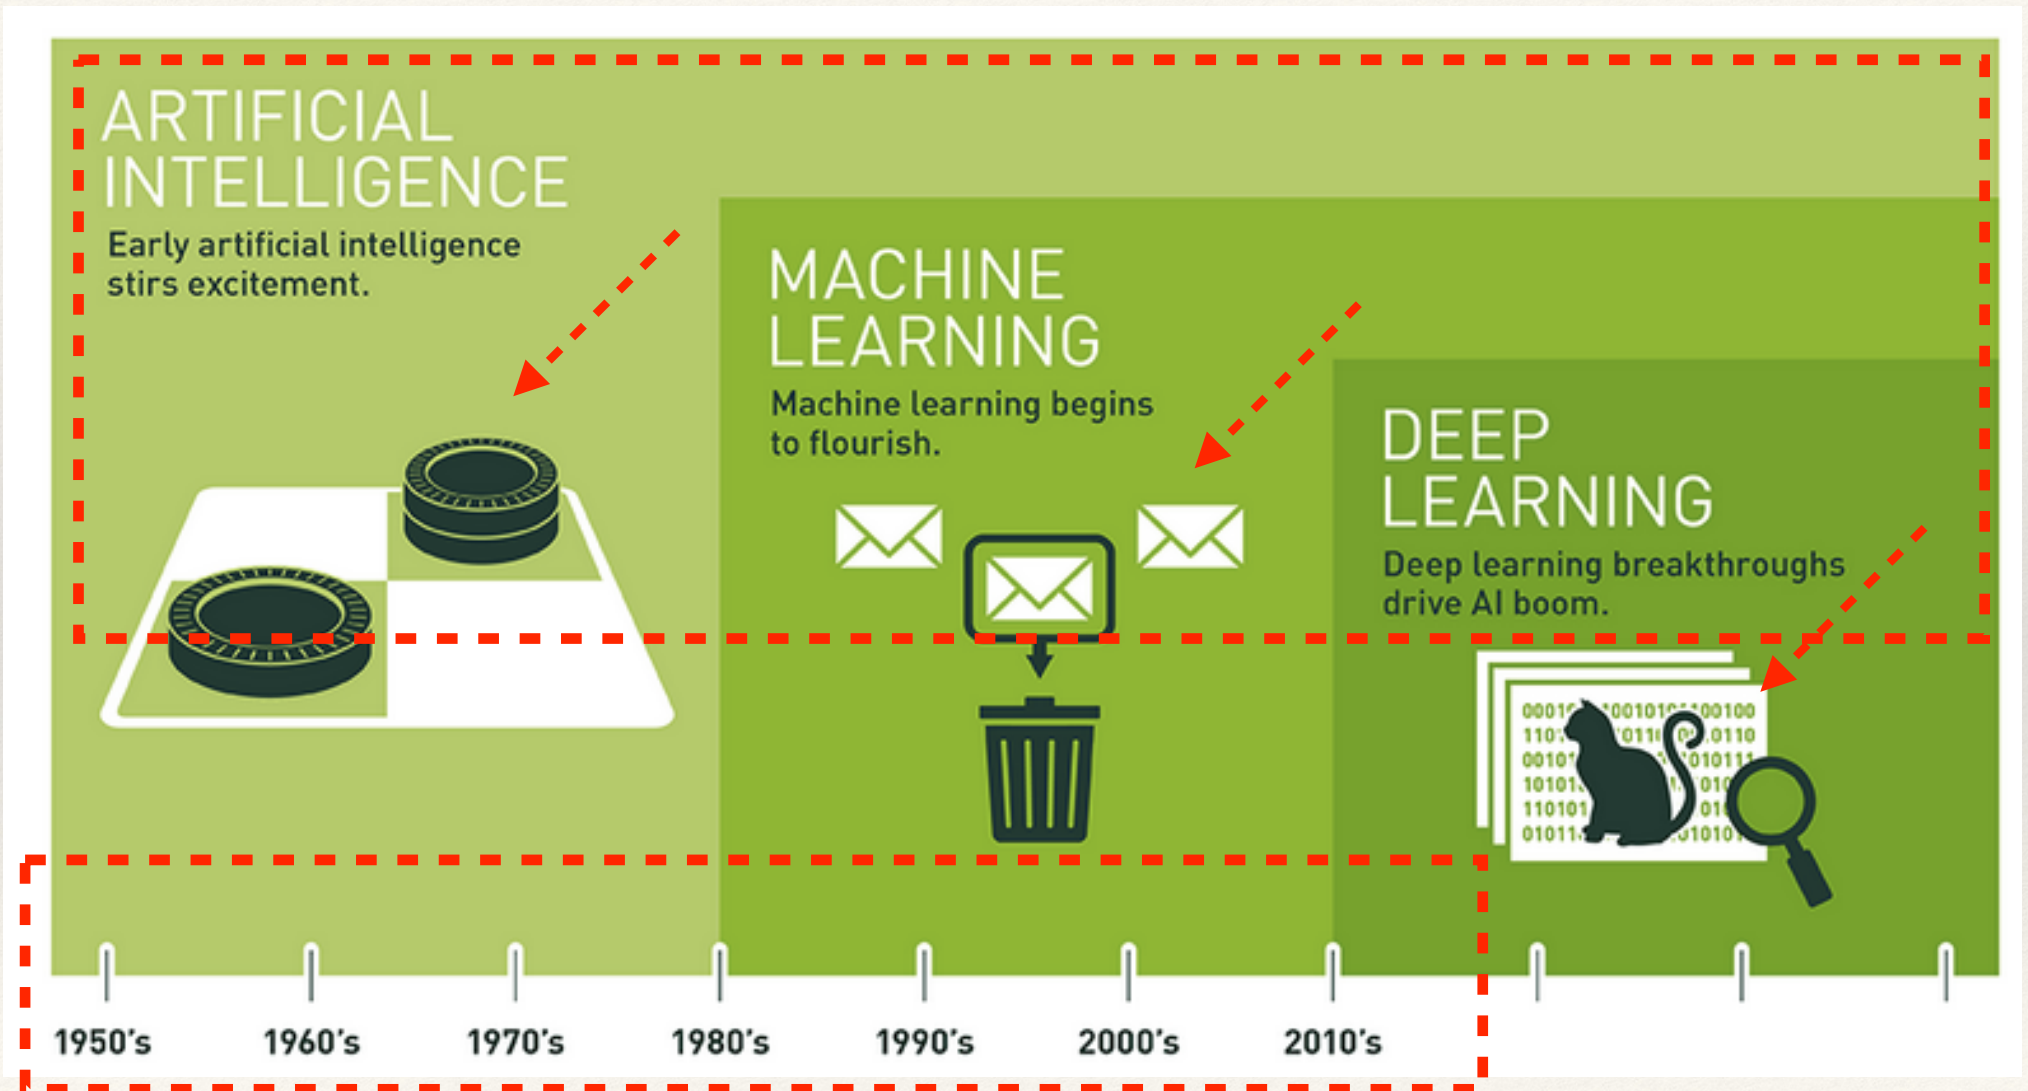 ARTIFICIAL
INTELLIGENCE
Early artificial intelligence
stirs excitement.
MACHINE
LEARNING
Machine learning begins
to flourish.
DEEP
LEARNING
Deep learning breakthroughs
drive AI boom.
1950's
1960's
1970's
1980's
1990's
2000's
2010's